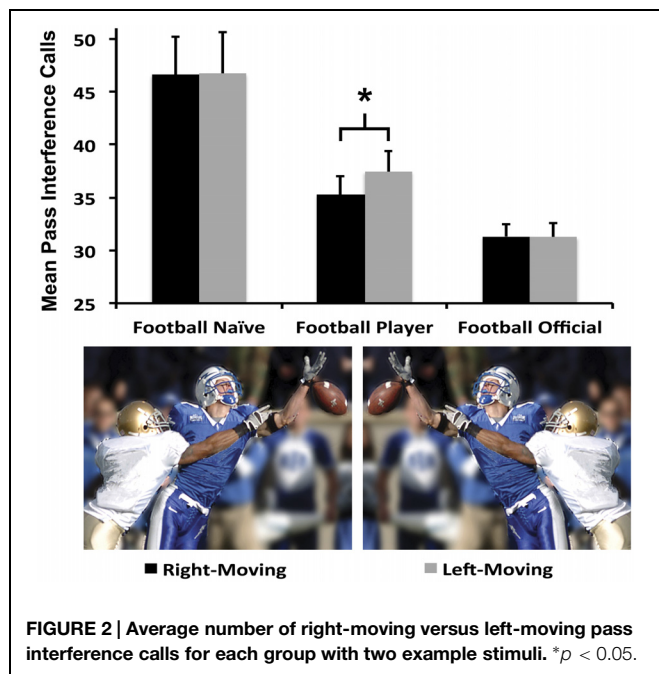 Mean Pass Interference Calls
50
45
40
35
30
25
*
Football Naïve Football Player Football Official
Right-Moving Left-Moving
FIGURE 2 | Average number of right-moving versus left-moving pass
interference calls for each group with two example stimuli. *p < 0.05.